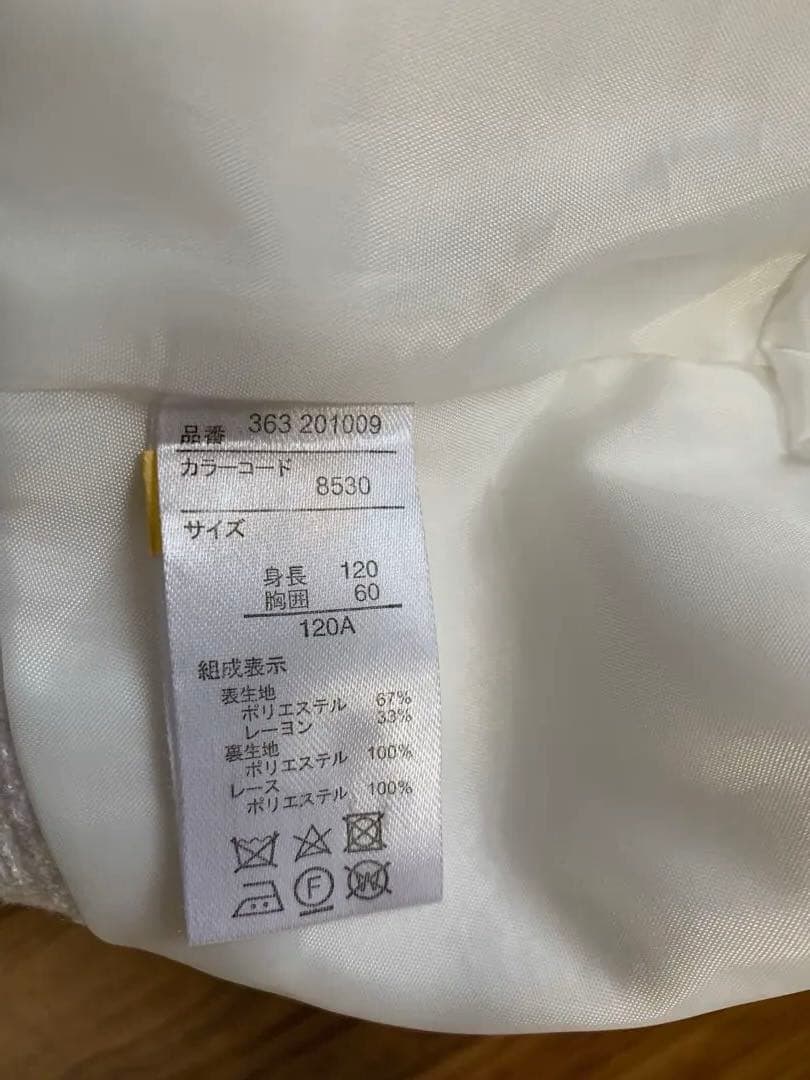 品番 363 201009
カラーコード
8530
サイズ
身長 120
胸囲 60
120A
組成表示
表生地
ポリエステル 67%
レーヨン 33%
裏生地
ポリエステル 100%
レース
ポリエステル 100%
F W